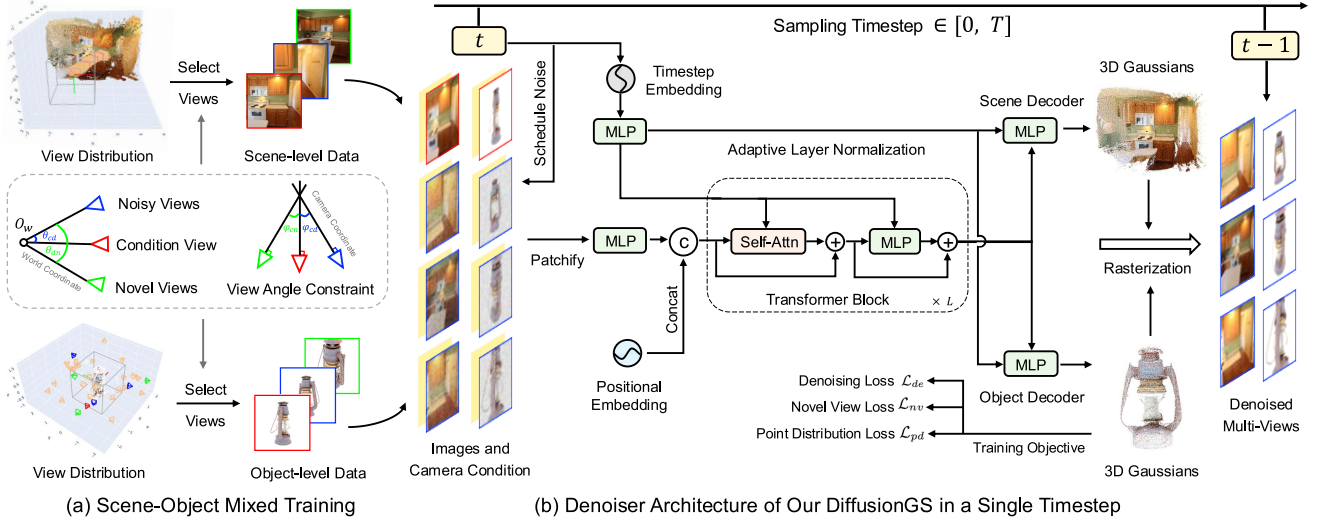 Sampling Timestep ∈ [0, T]
t
t − 1
Select
Views
View Distribution
Scene-level Data
Schedule Noise
Timestep
Embedding
MLP
Adaptive Layer Normalization
Scene Decoder
MLP
3D Gaussians
O_w
θ_cd
θ_dn
World Coordinate
Noisy Views
Condition View
Novel Views
φ_cn
φ_cd
Camera Coordinate
View Angle Constraint
Patchify
MLP
C
Self-Attn
+
MLP
+
Transformer Block
× L
Concat
Positional
Embedding
Rasterization
Select
Views
View Distribution
Object-level Data
Images and
Camera Condition
MLP
Object Decoder
Denoising Loss ℒ_de
Novel View Loss ℒ_nv
Point Distribution Loss ℒ_pd
Training Objective
3D Gaussians
Denoised
Multi-Views
(a) Scene-Object Mixed Training
(b) Denoiser Architecture of Our DiffusionGS in a Single Timestep